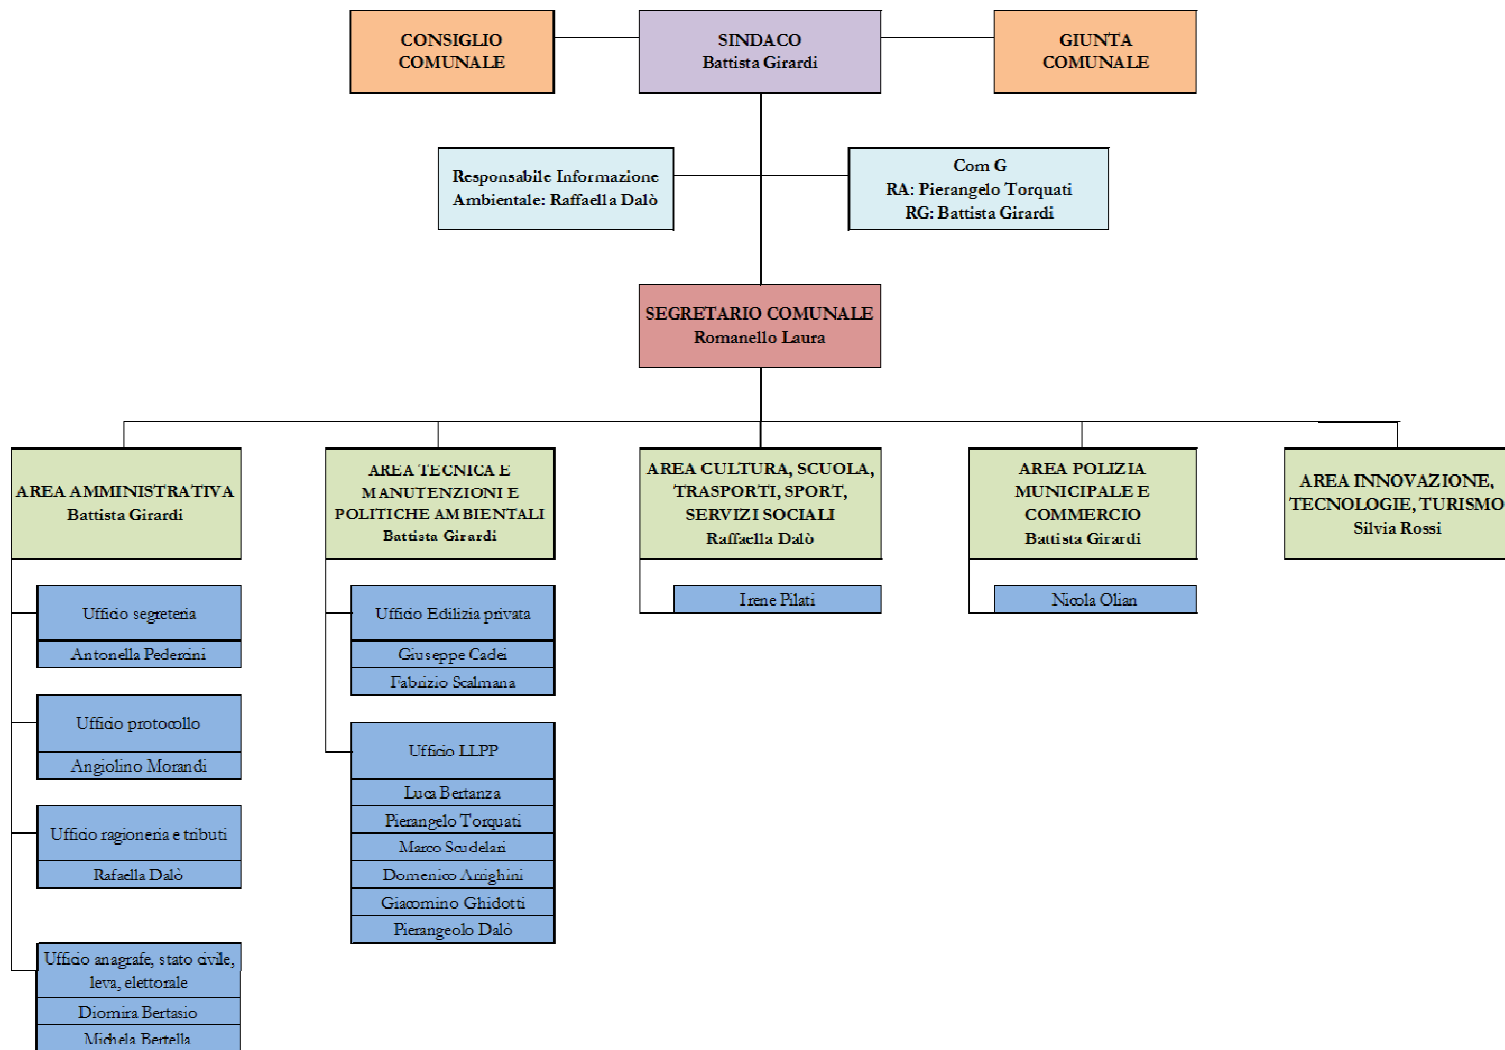 CONSIGLIO
COMUNALE
SINDACO
Battista Girardi
GIUNTA
COMUNALE
Responsabile Informazione
Ambientale: Raffaella Dalò
Com G
RA: Pierangelo Torquati
RG: Battista Girardi
SEGRETARIO COMUNALE
Romanello Laura
AREA AMMINISTRATIVA
Battista Girardi
AREA TECNICA E
MANUTENZIONI E
POLITICHE AMBIENTALI
Battista Girardi
AREA CULTURA, SCUOLA,
TRASPORTI, SPORT,
SERVIZI SOCIALI
Raffaella Dalò
AREA POLIZIA
MUNICIPALE E
COMMERCIO
Battista Girardi
AREA INNOVAZIONE,
TECNOLOGIE, TURISMO
Silvia Rossi
Ufficio segreteria
Antonella Pedercini
Ufficio protocollo
Angiolino Morandi
Ufficio ragioneria e tributi
Rafaella Dalò
Ufficio anagrafe, stato civile,
leva, elettorale
Diomira Bertasio
Michela Bertella
Ufficio Edilizia privata
Giuseppe Cadei
Fabrizio Scalmana
Ufficio LLPP
Luca Bertanza
Pierangelo Torquati
Marco Scudelari
Domenico Arrighini
Giacomino Ghidotti
Pierangeolo Dalò
Irene Pilati
Nicola Olian